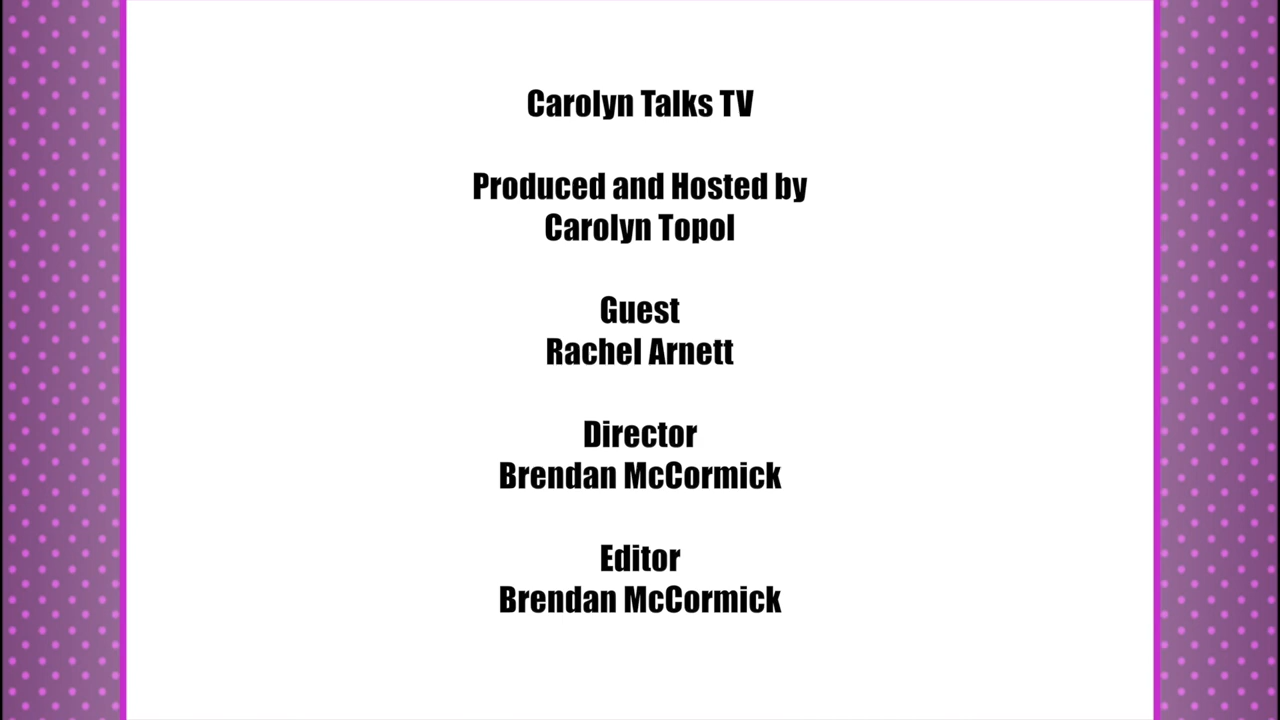 Carolyn Talks TV
Produced and Hosted by
Carolyn Topol
Guest
Rachel Arnett
Director
Brendan McCormick
Editor
Brendan McCormick